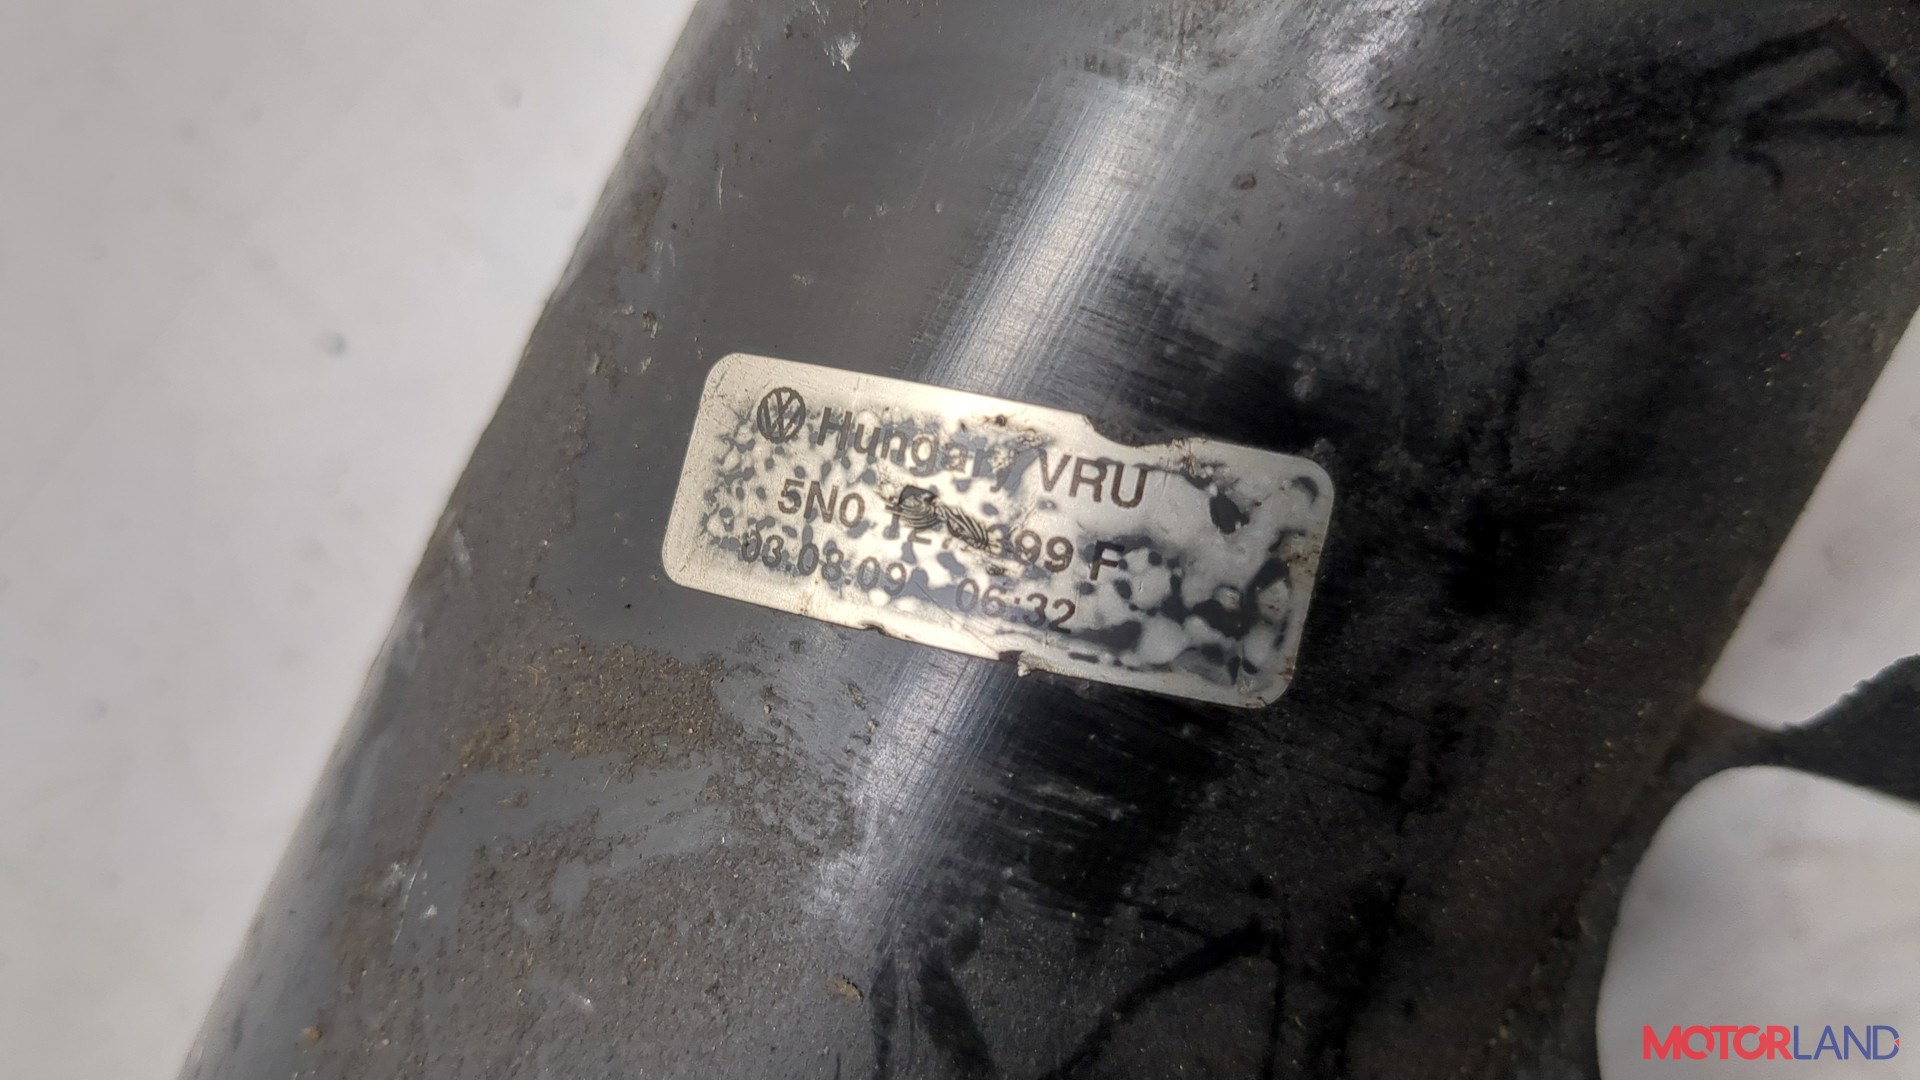 Hungary VRU
5N0 399 F
03.08.09 06:32
MOTORLAND